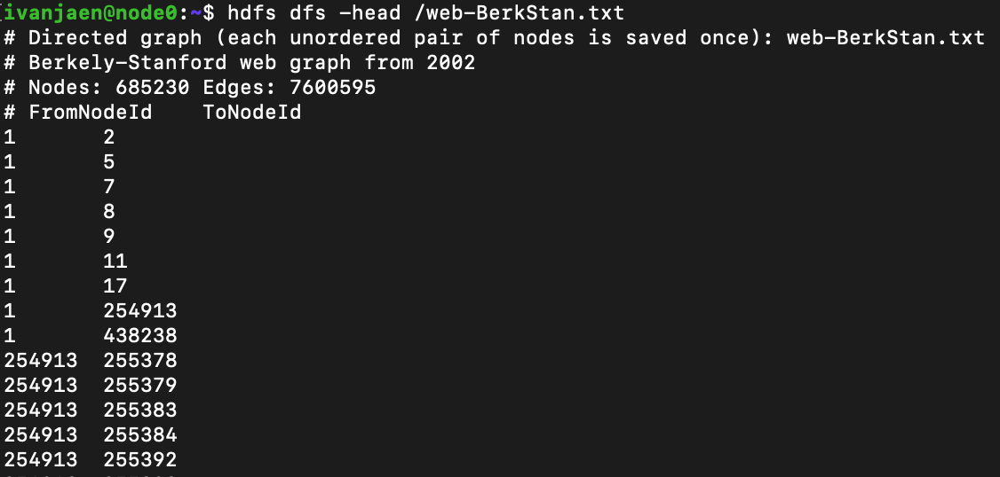 ivanjaen@node0:~$ hdfs dfs -head /web-BerkStan.txt
# Directed graph (each unordered pair of nodes is saved once): web-BerkStan.txt
# Berkely-Stanford web graph from 2002
# Nodes: 685230 Edges: 7600595
# FromNodeId    ToNodeId
1       2
1       5
1       7
1       8
1       9
1       11
1       17
1       254913
1       438238
254913  255378
254913  255379
254913  255383
254913  255384
254913  255392